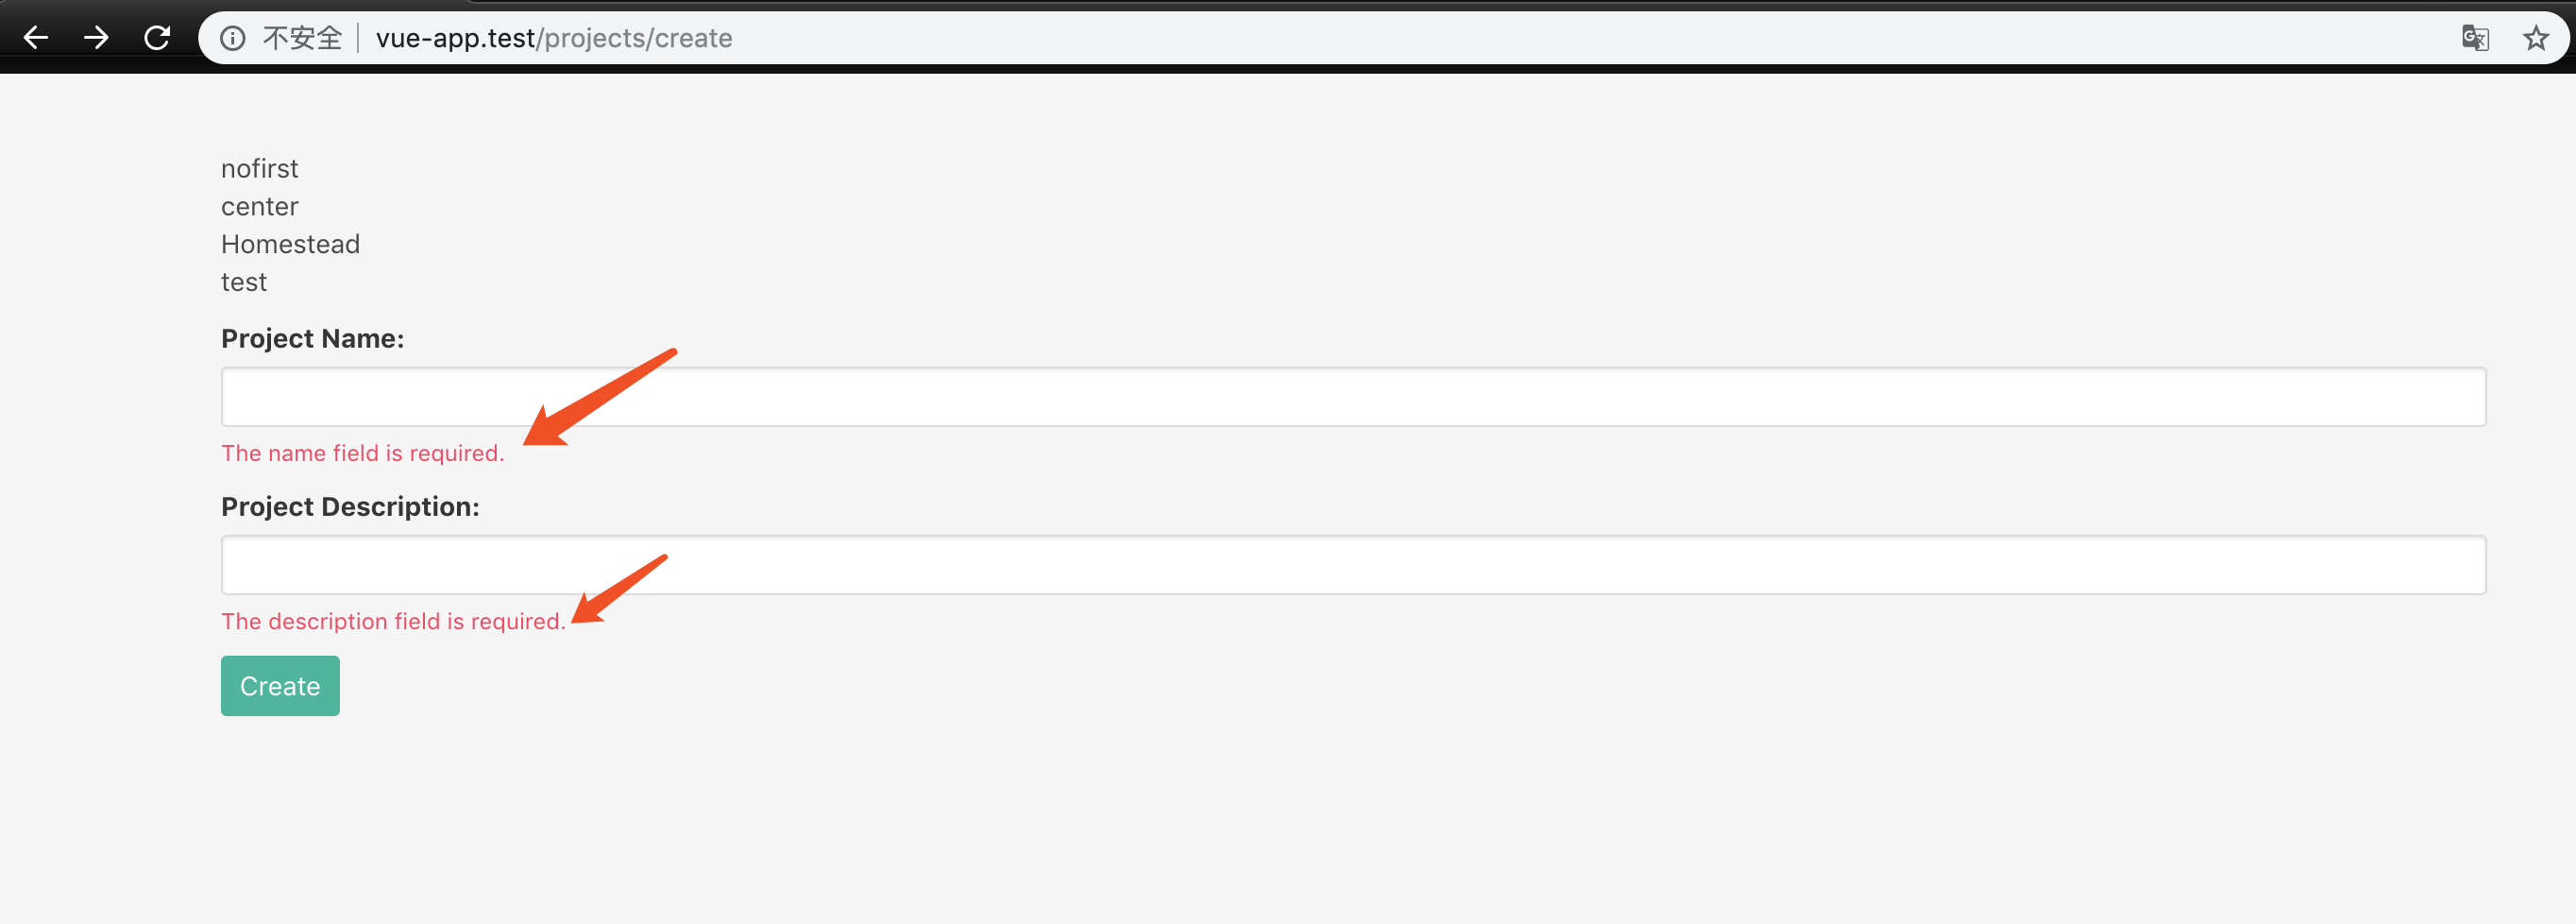 不安全 vue-app.test/projects/create
nofirst
center
Homestead
test
Project Name:
The name field is required.
Project Description:
The description field is required.
Create